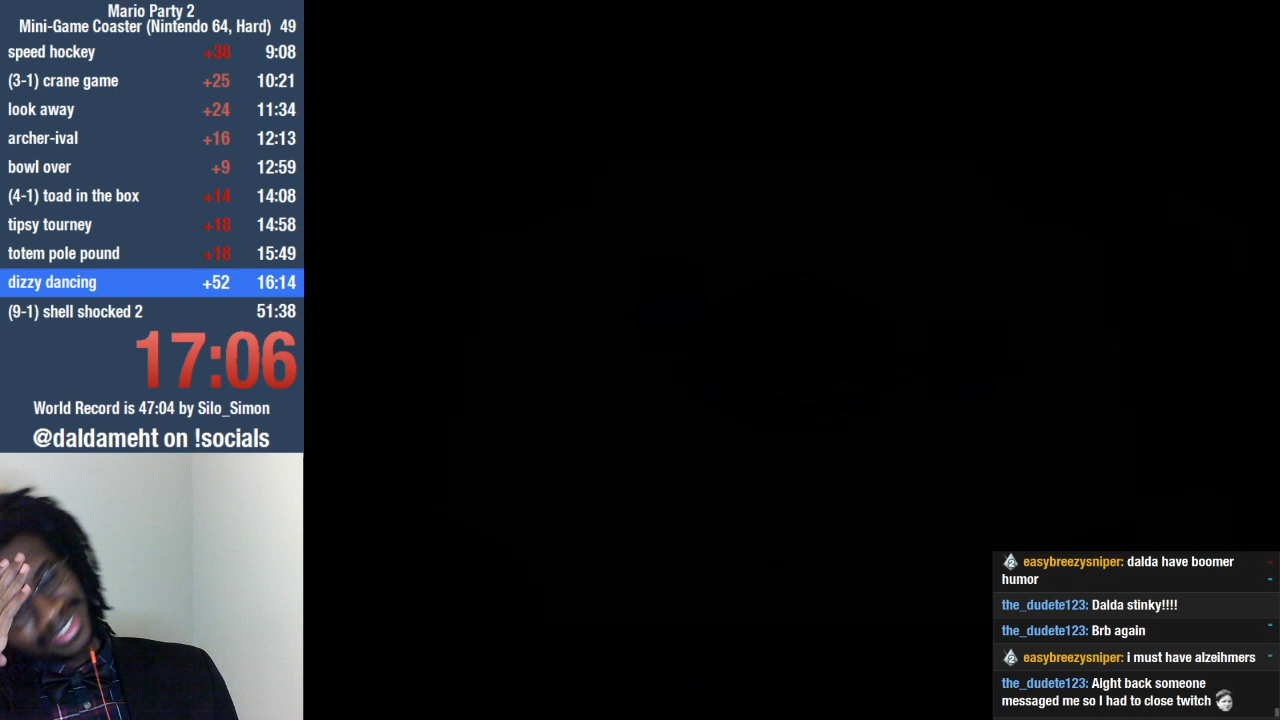 Mario Party 2
Mini-Game Coaster (Nintendo 64, Hard) 49
speed hockey +38 9:08
(3-1) crane game +25 10:21
look away +24 11:34
archer-ival +16 12:13
bowl over +9 12:59
(4-1) toad in the box +14 14:08
tipsy tourney +18 14:58
totem pole pound +18 15:49
dizzy dancing +52 16:14
(9-1) shell shocked 2 51:38
17:06
World Record is 47:04 by Silo_Simon
@daldameht on !socials
easybreezysniper: dalda have boomer
humor
the_dudete123: Dalda stinky!!!!
the_dudete123: Brb again
easybreezysniper: i must have alzeihmers
the_dudete123: Aight back someone
messaged me so I had to close twitch